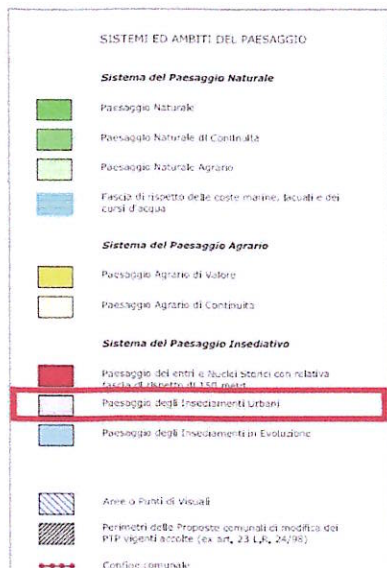 SISTEMI ED AMBITI DEL PAESAGGIO
Sistema del Paesaggio Naturale
Paesaggio Naturale
Paesaggio Naturale di Continuità
Paesaggio Naturale Agrario
Fascia di rispetto delle coste marine, lacuali e dei
corsi d'acqua
Sistema del Paesaggio Agrario
Paesaggio Agrario di Valore
Paesaggio Agrario di Continuità
Sistema del Paesaggio Insediativo
Paesaggio dei entri e Nuclei Storici con relativa
fascia di rispetto di 150 metri
Paesaggio degli Insediamenti Urbani
Paesaggio degli Insediamenti in Evoluzione
Aree o Punti di Visuali
Perimetri delle Proposte comunali di modifica dei
PTP vigenti accolte (ex art. 23 L.R. 24/98)
Confine comunale